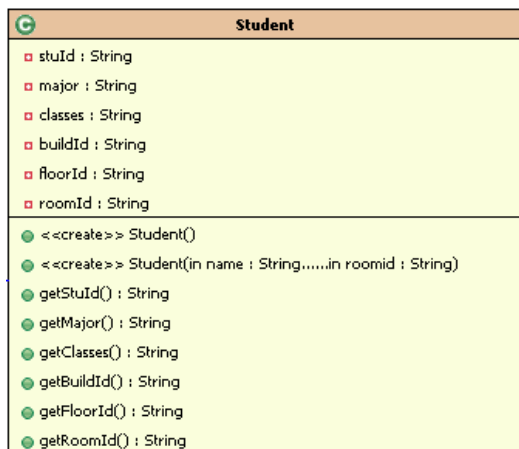 C Student
stuId : String
major : String
classes : String
buildId : String
floorId : String
roomId : String
<<create>> Student()
<<create>> Student(in name : String......in roomid : String)
getStuId() : String
getMajor() : String
getClasses() : String
getBuildId() : String
getFloorId() : String
getRoomId() : String